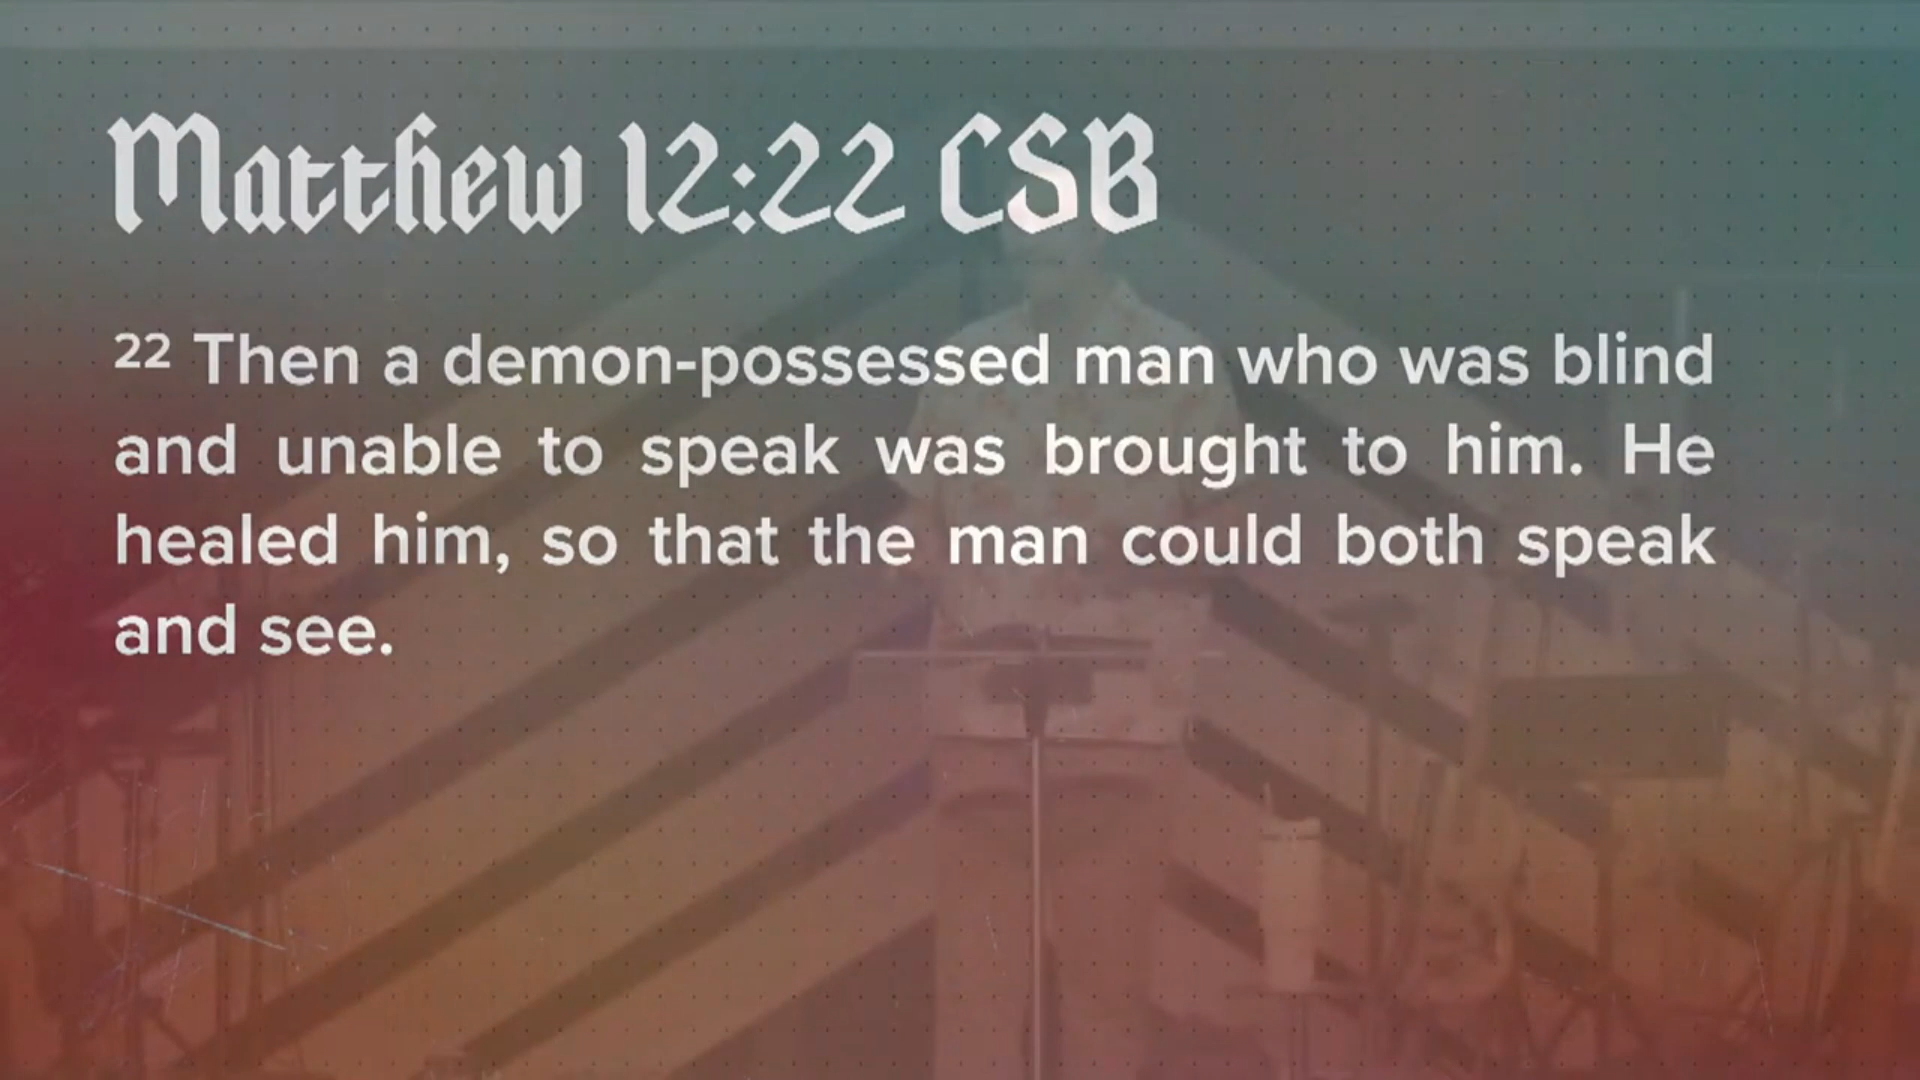 Matthew 12:22 CSB
22 Then a demon-possessed man who was blind
and unable to speak was brought to him. He
healed him, so that the man could both speak
and see.